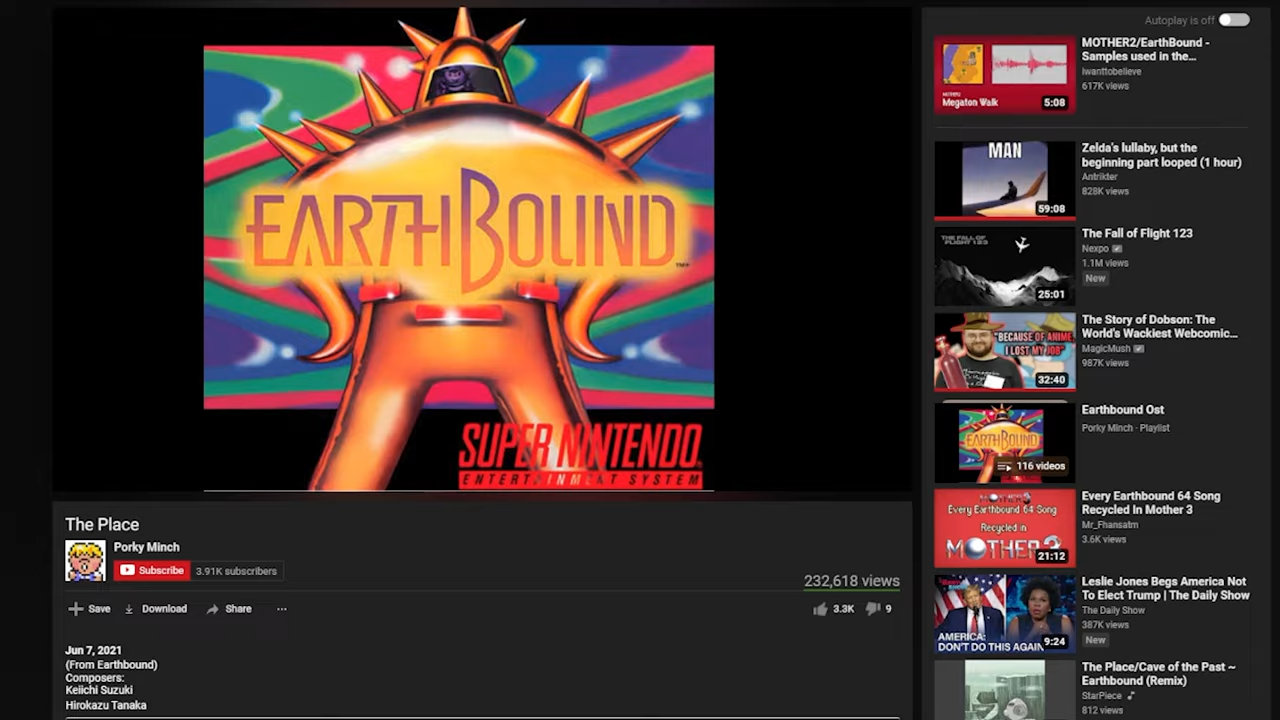 EARTHBOUND
TM
SUPER NINTENDO
ENTERTAINMENT SYSTEM
The Place
Porky Minch
Subscribe 3.91K subscribers
232,618 views
Save Download Share ...
3.3K 9
Jun 7, 2021
(From Earthbound)
Composers:
Keiichi Suzuki
Hirokazu Tanaka
Autoplay is off
Megaton Walk
5:08
MOTHER2/EarthBound -
Samples used in the...
Iwanttobelieve
617K views
MAN
59:08
Zelda's lullaby, but the
beginning part looped (1 hour)
Antrikter
828K views
THE FALL OF
FLIGHT 123
25:01
The Fall of Flight 123
Nexpo
1.1M views
New
"BECAUSE OF ANIME,
I LOST MY JOB"
32:40
The Story of Dobson: The
World's Wackiest Webcomic...
MagicMush
987K views
EARTHBOUND
116 videos
Earthbound Ost
Porky Minch · Playlist
Every Earthbound 64 Song
Recycled in
MOTHER3
21:12
Every Earthbound 64 Song
Recycled In Mother 3
Mr_Fhansatm
3.6K views
AMERICA:
DON'T DO THIS AGAIN
9:24
Leslie Jones Begs America Not
To Elect Trump | The Daily Show
The Daily Show
387K views
New
The Place/Cave of the Past ~
Earthbound (Remix)
StarPiece
812 views